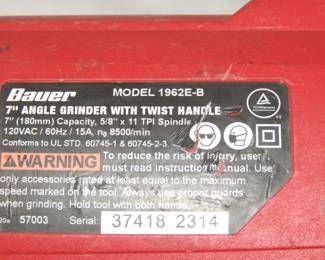 Bauer MODEL 1962E-B
7" ANGLE GRINDER WITH TWIST HANDLE
7" (180mm) Capacity, 5/8" x 11 TPI Spindle
120VAC / 60Hz / 15A, n₀ 8500/min
Conforms to UL STD. 60745-1 & 60745-2-3.
WARNING To reduce the risk of injury, user
must read instruction manual. Use
only accessories rated at least equal to the maximum
speed marked on the tool. Always use proper guards
when grinding. Hold tool with both hands.
57003 Serial: 37418 2314